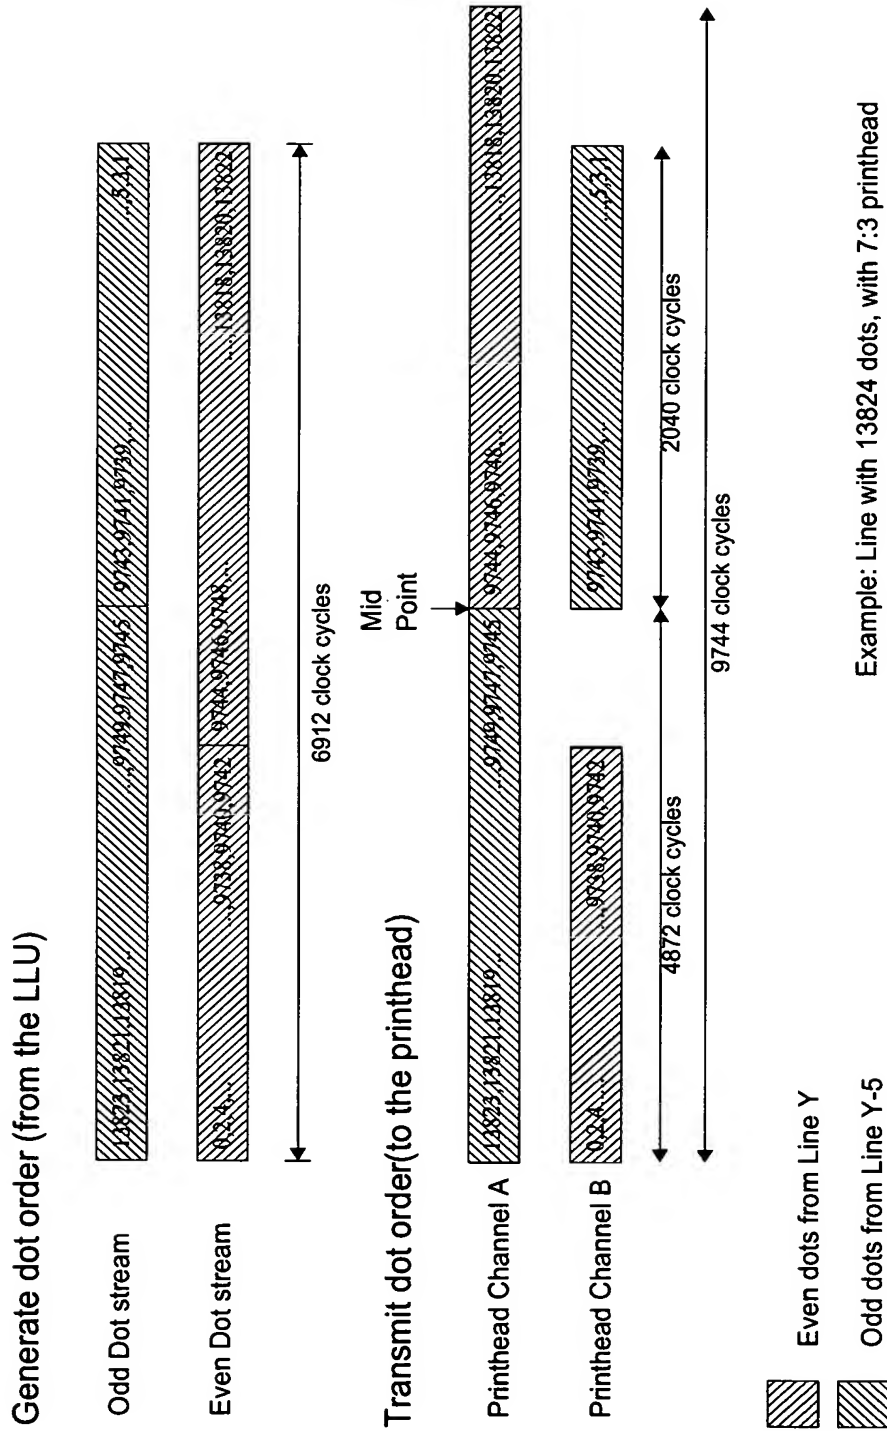 Generate dot order (from the LLU)
Odd Dot stream
13823,13821,13819...
...,9749,9747,9745
9743,9741,9739,...
...,5,3,1
Even Dot stream
0,2,4,...
...,9738,9740,9742
9744,9746,9748,...
...,13818,13820,13822
6912 clock cycles
Transmit dot order(to the printhead)
Mid
Point
Printhead Channel A
13823,13821,13819...
...,9749,9747,9745
9744,9746,9748,...
...,13818,13820,13822
Printhead Channel B
0,2,4....
...,9738,9740,9742
9743,9741,9739,...
...,5,3,1
4872 clock cycles
2040 clock cycles
9744 clock cycles
Even dots from Line Y
Odd dots from Line Y-5
Example: Line with 13824 dots, with 7:3 printhead